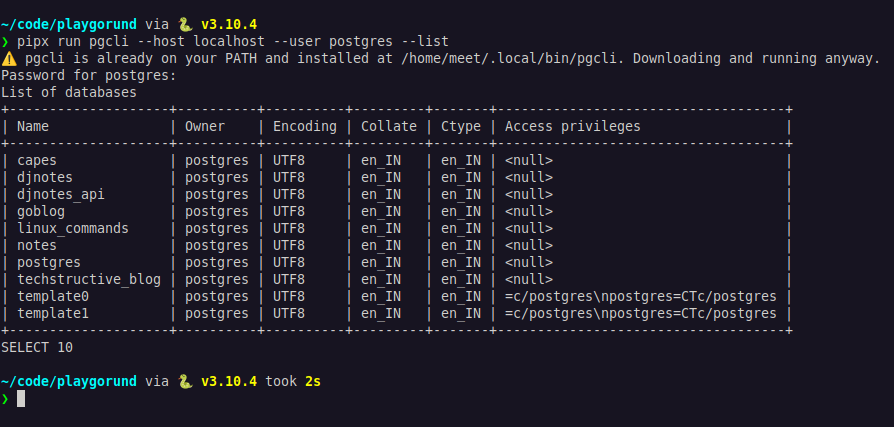 ~/code/playgorund via 🐍 v3.10.4
❯ pipx run pgcli --host localhost --user postgres --list
⚠️ pgcli is already on your PATH and installed at /home/meet/.local/bin/pgcli. Downloading and running anyway.
Password for postgres:
List of databases
+--------------------+----------+----------+---------+-------+-----------------------------------+
| Name               | Owner    | Encoding | Collate | Ctype | Access privileges                 |
+--------------------+----------+----------+---------+-------+-----------------------------------+
| capes              | postgres | UTF8     | en_IN   | en_IN | <null>                            |
| djnotes            | postgres | UTF8     | en_IN   | en_IN | <null>                            |
| djnotes_api        | postgres | UTF8     | en_IN   | en_IN | <null>                            |
| goblog             | postgres | UTF8     | en_IN   | en_IN | <null>                            |
| linux_commands     | postgres | UTF8     | en_IN   | en_IN | <null>                            |
| notes              | postgres | UTF8     | en_IN   | en_IN | <null>                            |
| postgres           | postgres | UTF8     | en_IN   | en_IN | <null>                            |
| techstructive_blog | postgres | UTF8     | en_IN   | en_IN | <null>                            |
| template0          | postgres | UTF8     | en_IN   | en_IN | =c/postgres\npostgres=CTc/postgres |
| template1          | postgres | UTF8     | en_IN   | en_IN | =c/postgres\npostgres=CTc/postgres |
+--------------------+----------+----------+---------+-------+-----------------------------------+
SELECT 10
~/code/playgorund via 🐍 v3.10.4 took 2s
❯